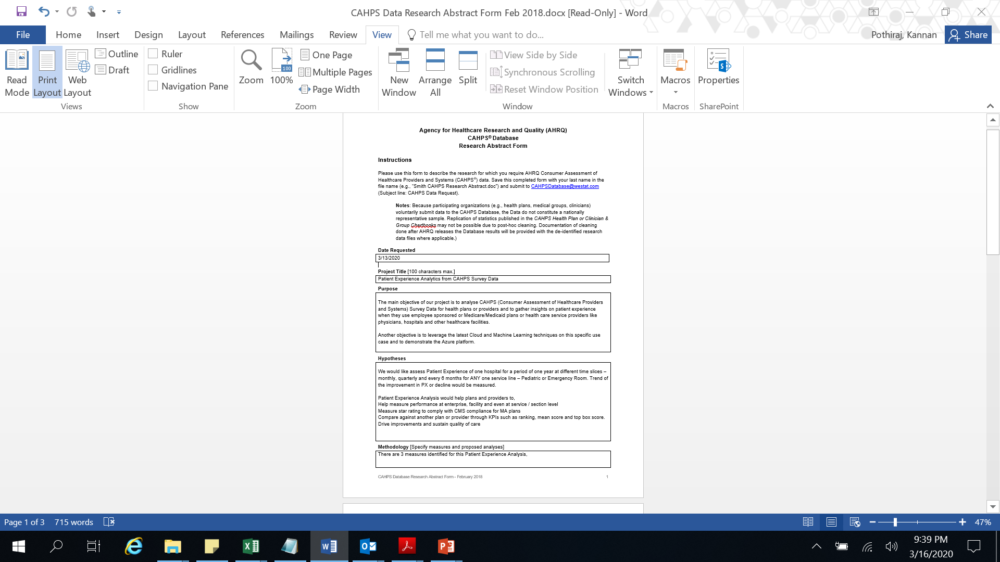 CAHPS Data Research Abstract Form Feb 2018.docx [Read-Only] - Word
File Home Insert Design Layout References Mailings Review View Tell me what you want to do... Pothiraj, Kannan Share
Read Mode
Print Layout
Web Layout
Outline
Draft
Views
Ruler
Gridlines
Navigation Pane
Show
Zoom
100
100%
One Page
Multiple Pages
Page Width
Zoom
New Window
Arrange All
Split
View Side by Side
Synchronous Scrolling
Reset Window Position
Switch Windows
Window
Macros
Macros
Properties
SharePoint
Agency for Healthcare Research and Quality (AHRQ)
CAHPS® Database
Research Abstract Form
Instructions
Please use this form to describe the research for which you require AHRQ Consumer Assessment of
Healthcare Providers and Systems (CAHPS®) data. Save this completed form with your last name in the
file name (e.g., “Smith CAHPS Research Abstract.doc”) and submit to CAHPSDatabase@westat.com
(Subject line: CAHPS Data Request).
Notes: Because participating organizations (e.g., health plans, medical groups, clinicians)
voluntarily submit data to the CAHPS Database, the Data do not constitute a nationally
representative sample. Replication of statistics published in the CAHPS Health Plan or Clinician &
Group Chartbooks may not be possible due to post-hoc cleaning. Documentation of cleaning
done after AHRQ releases the Database results will be provided with the de-identified research
data files where applicable.)
Date Requested
3/13/2020
Project Title [100 characters max.]
Patient Experience Analytics from CAHPS Survey Data
Purpose
The main objective of our project is to analyse CAHPS (Consumer Assessment of Healthcare Providers
and Systems) Survey Data for health plans or providers and to gather insights on patient experience
when they use employee sponsored or Medicare/Medicaid plans or health care service providers like
physicians, hospitals and other healthcare facilities.
Another objective is to leverage the latest Cloud and Machine Learning techniques on this specific use
case and to demonstrate the Azure platform.
Hypotheses
We would like assess Patient Experience of one hospital for a period of one year at different time slices –
monthly, quarterly and every 6 months for ANY one service line – Pediatric or Emergency Room. Trend of
the improvement in PX or decline would be measured.
Patient Experience Analysis would help plans and providers to,
Help measure performance at enterprise, facility and even at service / section level
Measure star rating to comply with CMS compliance for MA plans
Compare against another plan or provider through KPIs such as ranking, mean score and top box score.
Drive improvements and sustain quality of care
Methodology [Specify measures and proposed analyses]
There are 3 measures identified for this Patient Experience Analysis,
CAHPS Database Research Abstract Form - February 2018 1
Page 1 of 3 715 words 47%
9:39 PM
3/16/2020